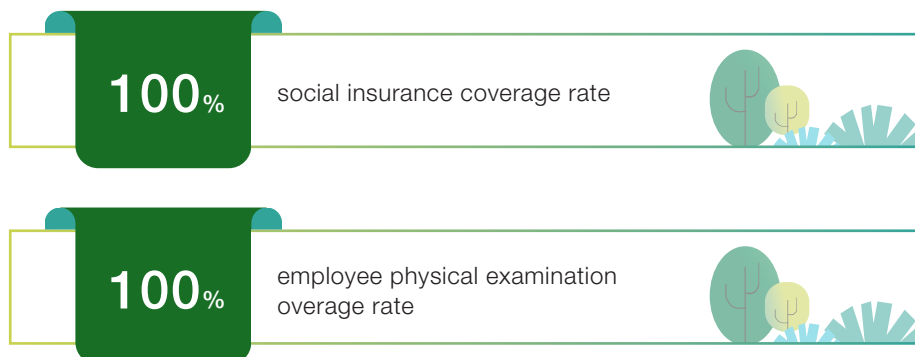 100%
social insurance coverage rate
100%
employee physical examination
overage rate